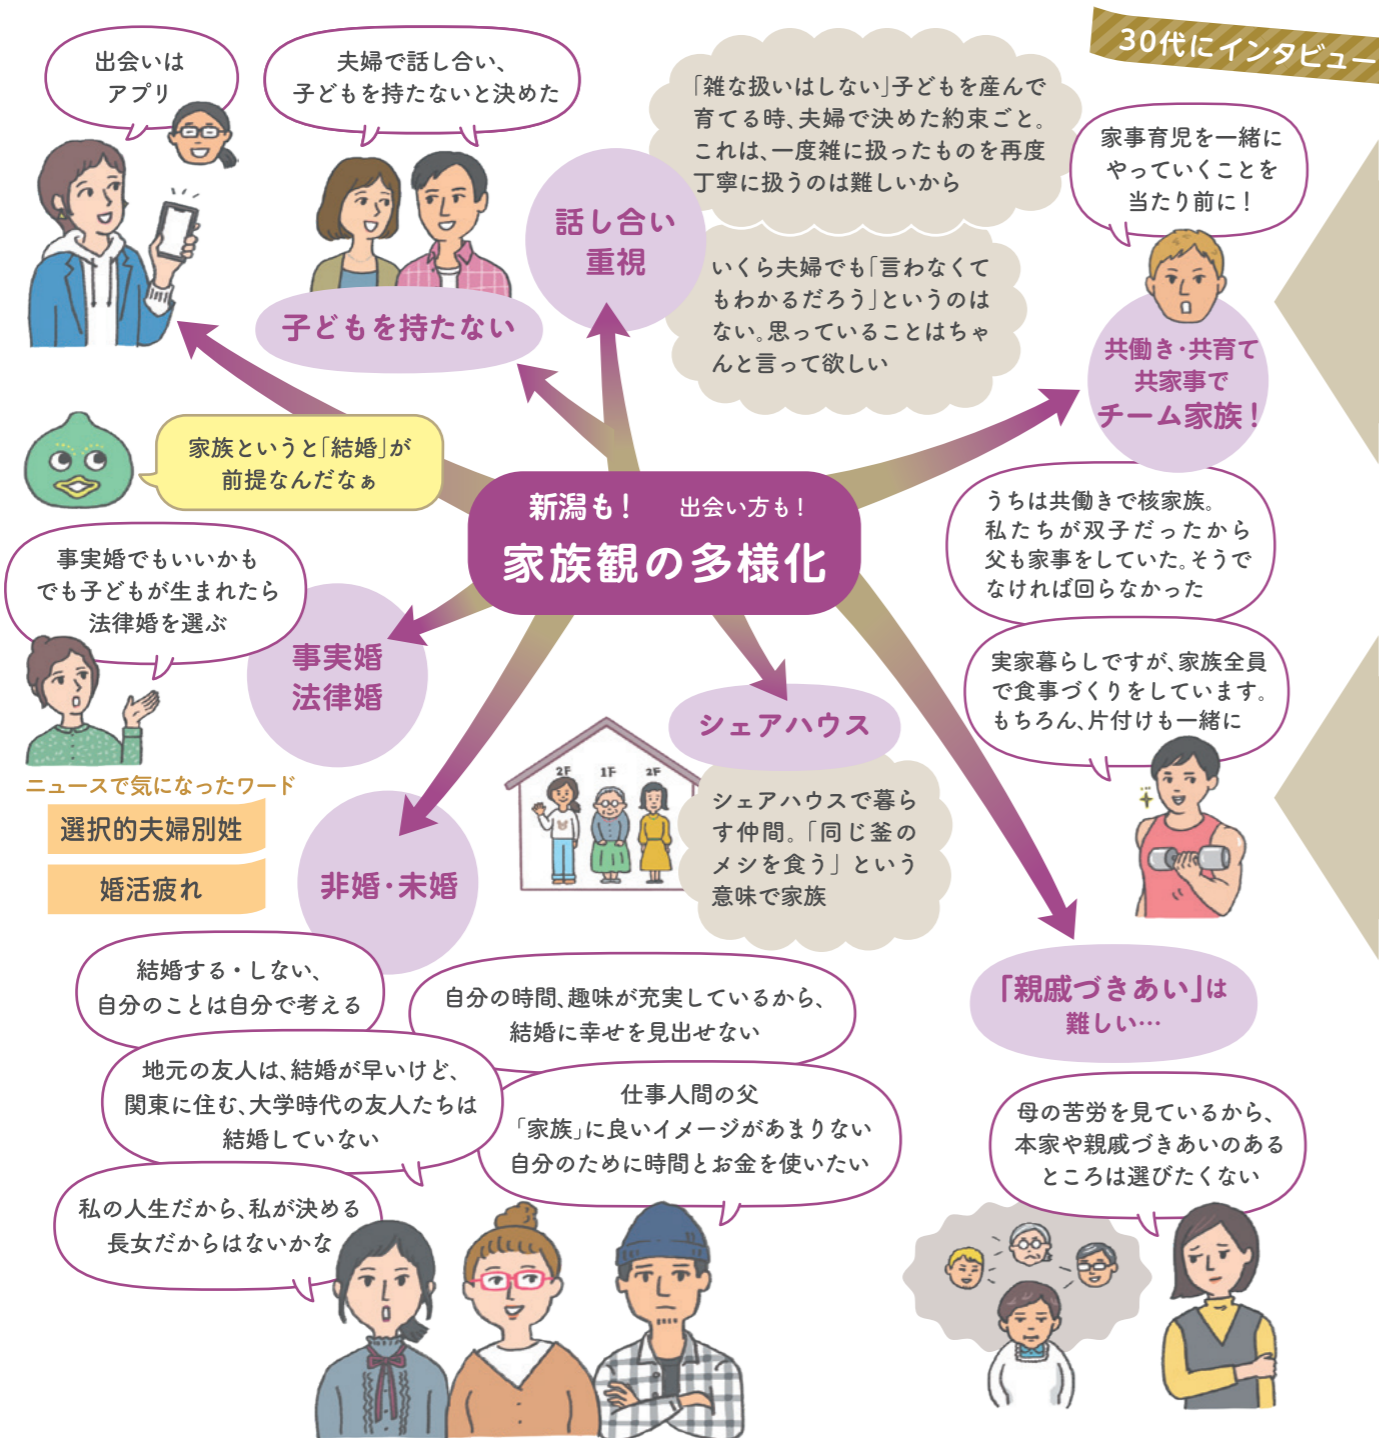 30代にインタビュー
出会いは
アプリ
夫婦で話し合い、
子どもを持たないと決めた
「雑な扱いはしない」子どもを産んで
育てる時、夫婦で決めた約束ごと。
これは、一度雑に扱ったものを再度
丁寧に扱うのは難しいから
家事育児を一緒に
やっていくことを
当たり前に!
話し合い
重視
いくら夫婦でも「言わなくて
もわかるだろう」というのは
ない。思っていることはちゃ
んと言って欲しい
子どもを持たない
共働き・共育て
共家事で
チーム家族!
家族というと「結婚」が
前提なんだなぁ
新潟も! 出会い方も!
家族観の多様化
うちは共働きで核家族。
私たちが双子だったから
父も家事をしていた。そうで
なければ回らなかった
事実婚でもいいかも
でも子どもが生まれたら
法律婚を選ぶ
事実婚
法律婚
実家暮らしですが、家族全員
で食事づくりをしています。
もちろん、片付けも一緒に
シェアハウス
2F 1F 2F
シェアハウスで暮ら
す仲間。「同じ釜の
メシを食う」という
意味で家族
ニュースで気になったワード
選択的夫婦別姓
婚活疲れ
非婚・未婚
結婚する・しない、
自分のことは自分で考える
自分の時間、趣味が充実しているから、
結婚に幸せを見出せない
地元の友人は、結婚が早いけど、
関東に住む、大学時代の友人たちは
結婚していない
仕事人間の父
「家族」に良いイメージがあまりない
自分のために時間とお金を使いたい
私の人生だから、私が決める
長女だからはないかな
「親戚づきあい」は
難しい…
母の苦労を見ているから、
本家や親戚づきあいのある
ところは選びたくない